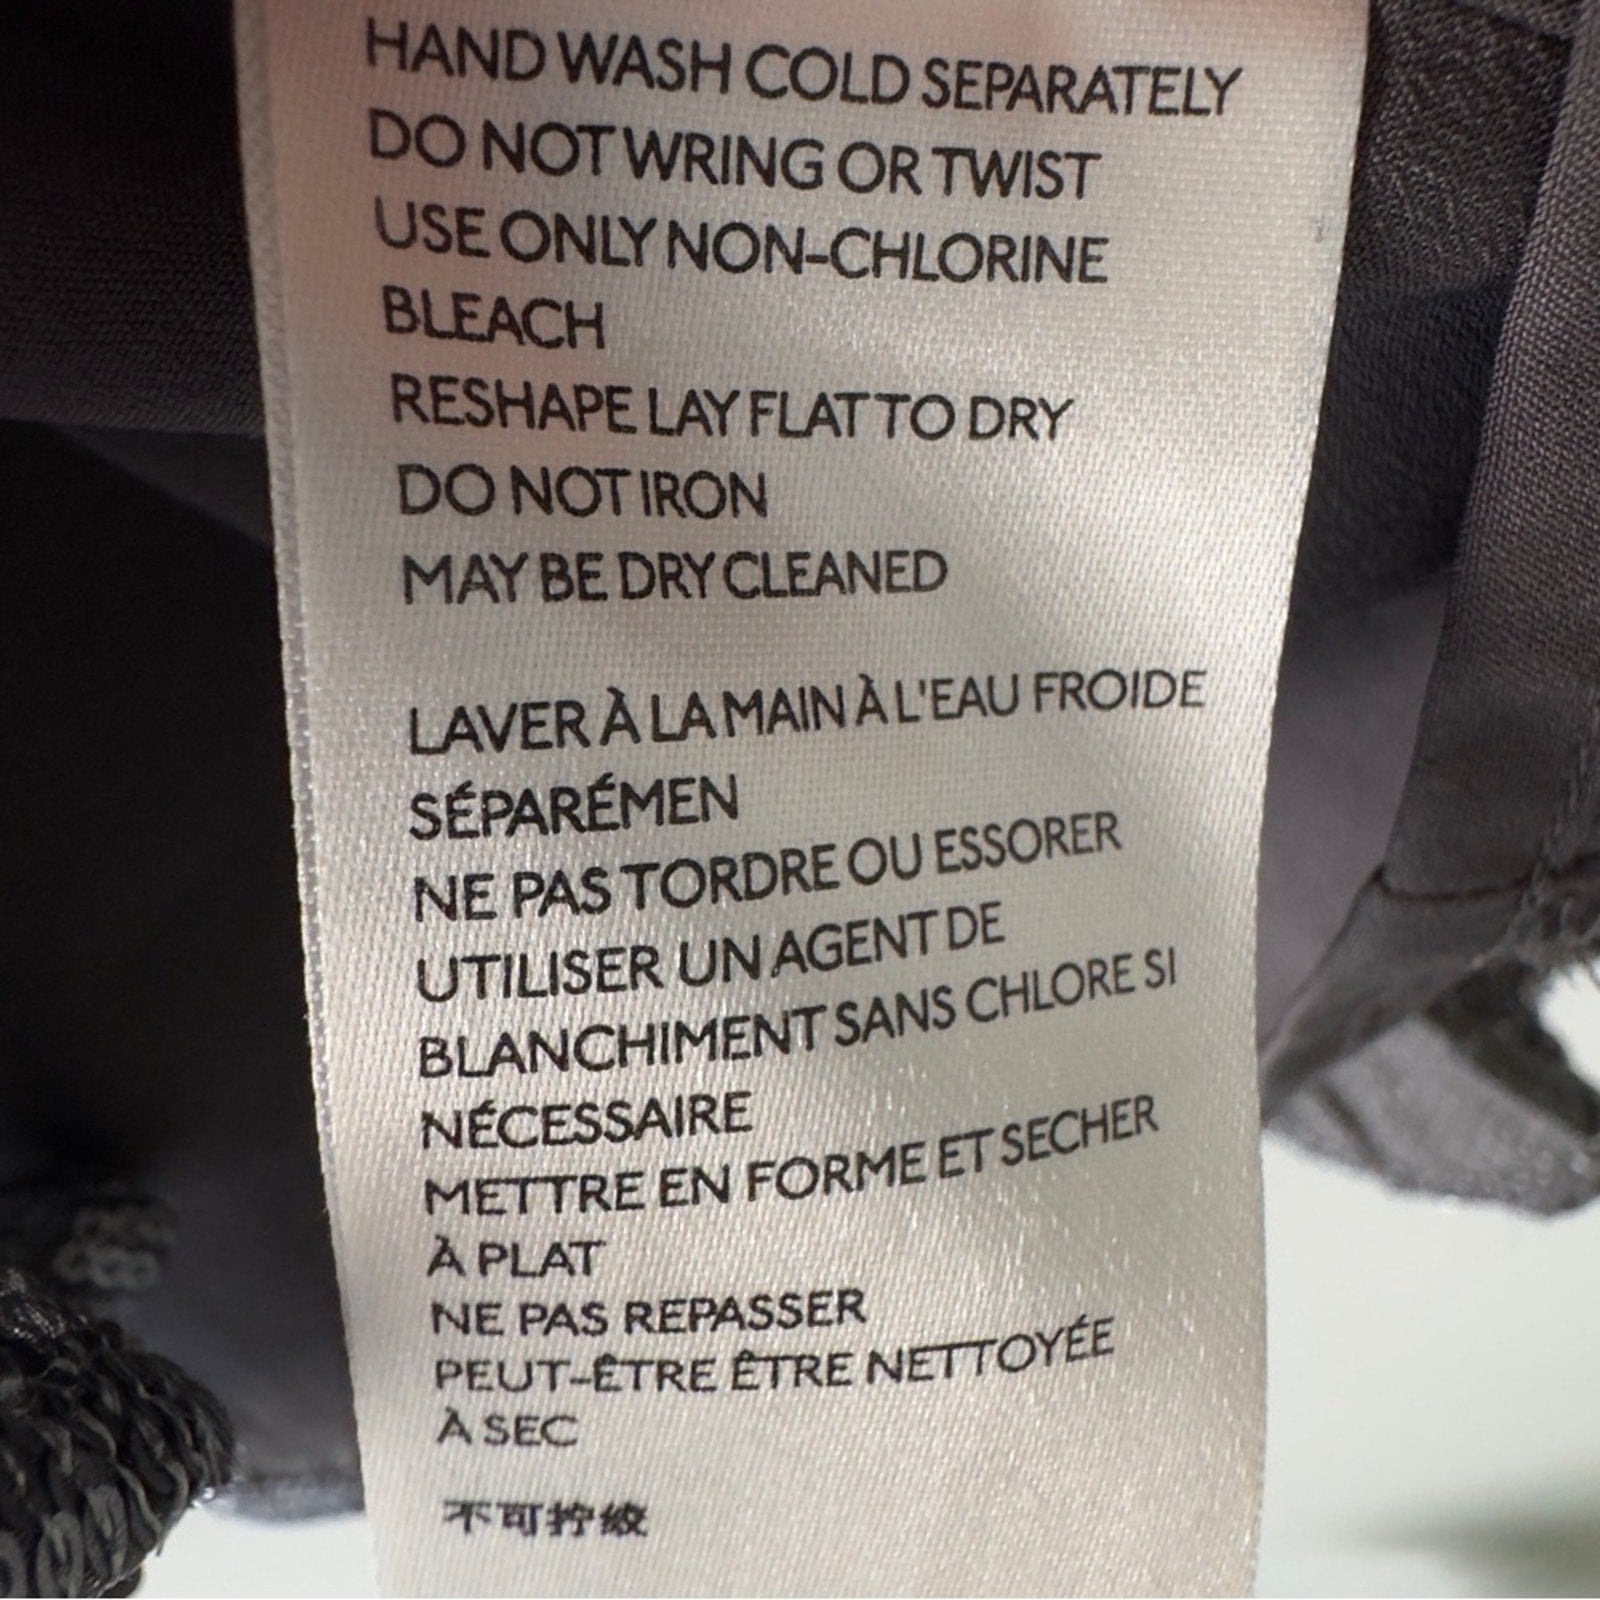 HAND WASH COLD SEPARATELY
DO NOT WRING OR TWIST
USE ONLY NON-CHLORINE
BLEACH
RESHAPE LAY FLAT TO DRY
DO NOT IRON
MAY BE DRY CLEANED
LAVER À LA MAIN À L'EAU FROIDE
SÉPARÉMEN
NE PAS TORDRE OU ESSORER
UTILISER UN AGENT DE
BLANCHIMENT SANS CHLORE SI
NÉCESSAIRE
METTRE EN FORME ET SECHER
À PLAT
NE PAS REPASSER
PEUT-ÊTRE ÊTRE NETTOYÉE
À SEC
不可拧绞